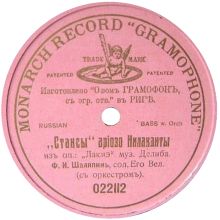 MONARCH RECORD "GRAMOPHONE"
TRADE MARK
PATENTED PATENTED
Изготовлено "Озомъ ГРАМОФОНЪ,
съ огр. отв." въ РИГѢ.
RUSSIAN BASS w. Orch
„Стансы" аріозо Нилаканты
изъ оп.: „Лакмэ" муз. Делиба.
Ф. И. Шаляпинъ, сол. Его Вел.
(съ оркестромъ).
022112